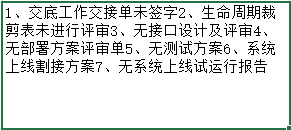 1、交底工作交接单未签字2、生命周期裁
剪表未进行评审3、无接口设计及评审4、
无部署方案评审单5、无测试方案6、系统
上线割接方案7、无系统上线试运行报告